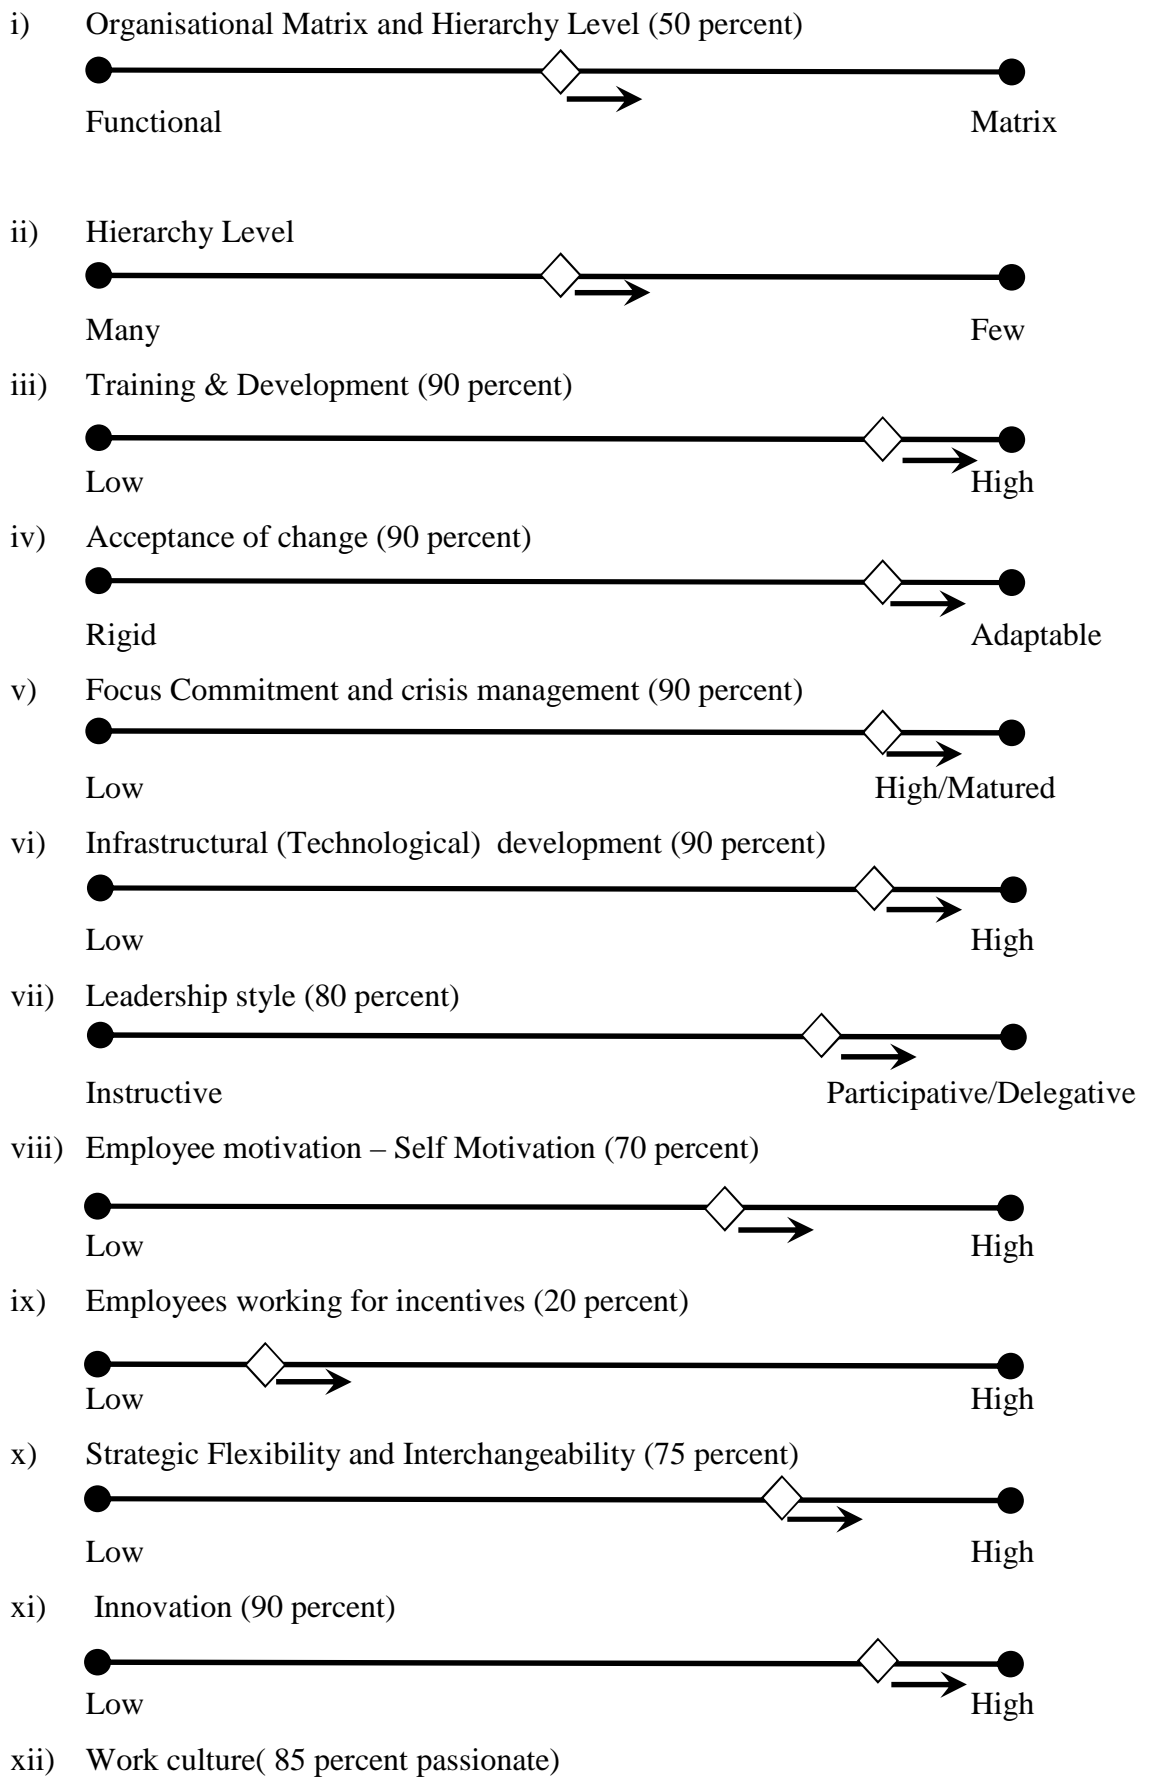 i) Organisational Matrix and Hierarchy Level (50 percent)
Functional Matrix
ii) Hierarchy Level
Many Few
iii) Training & Development (90 percent)
Low High
iv) Acceptance of change (90 percent)
Rigid Adaptable
v) Focus Commitment and crisis management (90 percent)
Low High/Matured
vi) Infrastructural (Technological) development (90 percent)
Low High
vii) Leadership style (80 percent)
Instructive Participative/Delegative
viii) Employee motivation – Self Motivation (70 percent)
Low High
ix) Employees working for incentives (20 percent)
Low High
x) Strategic Flexibility and Interchangeability (75 percent)
Low High
xi) Innovation (90 percent)
Low High
xii) Work culture( 85 percent passionate)